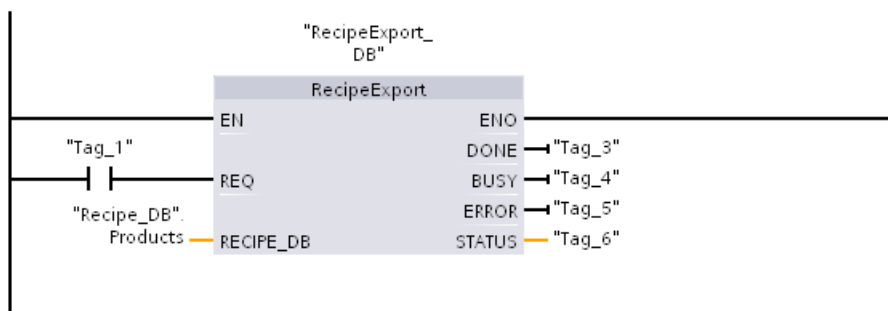 "RecipeExport_
DB"
RecipeExport
EN ENO
"Tag_1" DONE "Tag_3"
REQ BUSY "Tag_4"
"Recipe_DB". ERROR "Tag_5"
Products RECIPE_DB STATUS "Tag_6"